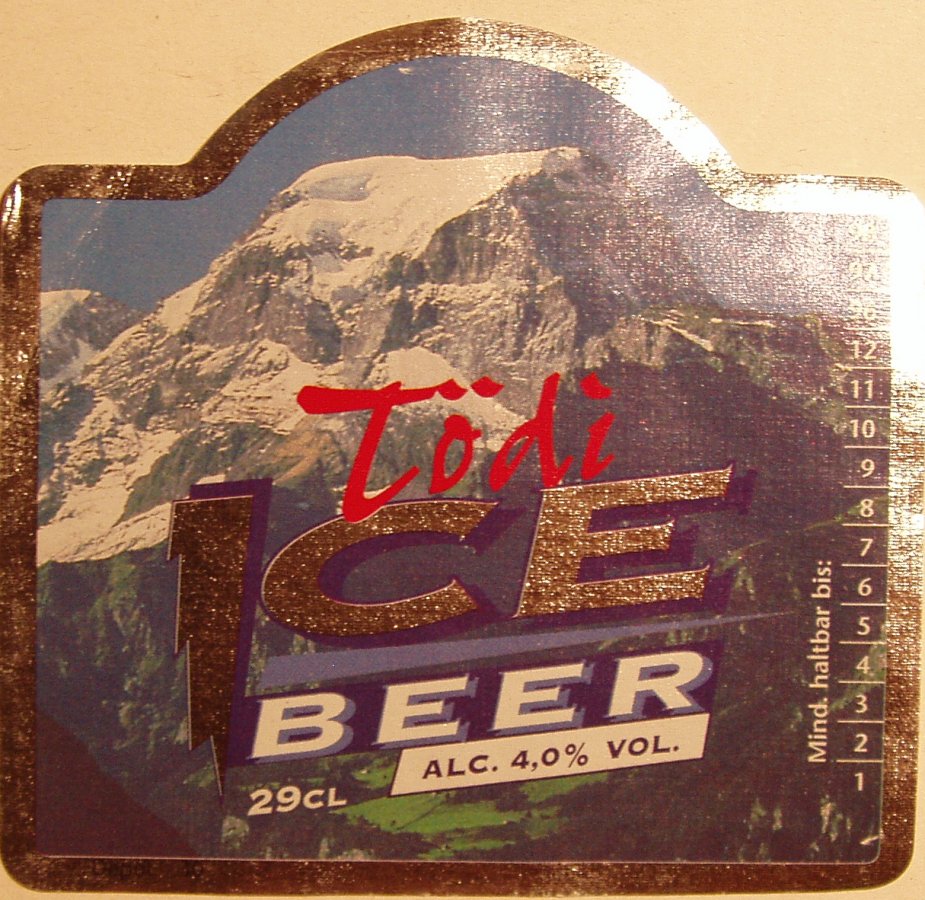 Tödi
ICE
BEER
ALC. 4,0% VOL.
29CL
Mind. haltbar bis:
12
11
10
9
8
7
6
5
4
3
2
1